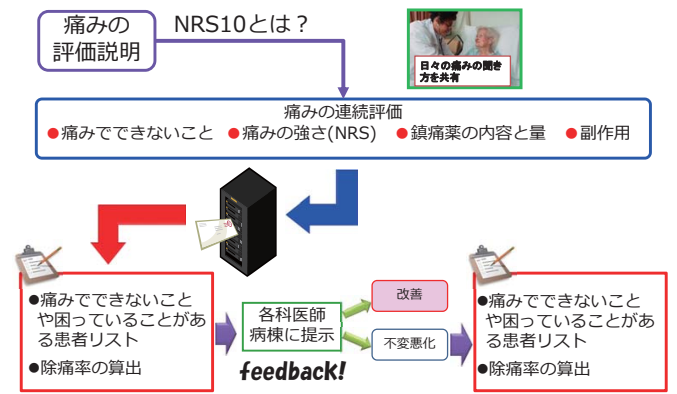 痛みの
評価説明
NRS10とは？
日々の痛みの聞き
方を共有
痛みの連続評価
●痛みでできないこと ●痛みの強さ(NRS) ●鎮痛薬の内容と量 ●副作用
●痛みでできないこと
や困っていることがあ
る患者リスト
●除痛率の算出
各科医師
病棟に提示
feedback!
改善
不変悪化
●痛みでできないこと
や困っていることがあ
る患者リスト
●除痛率の算出